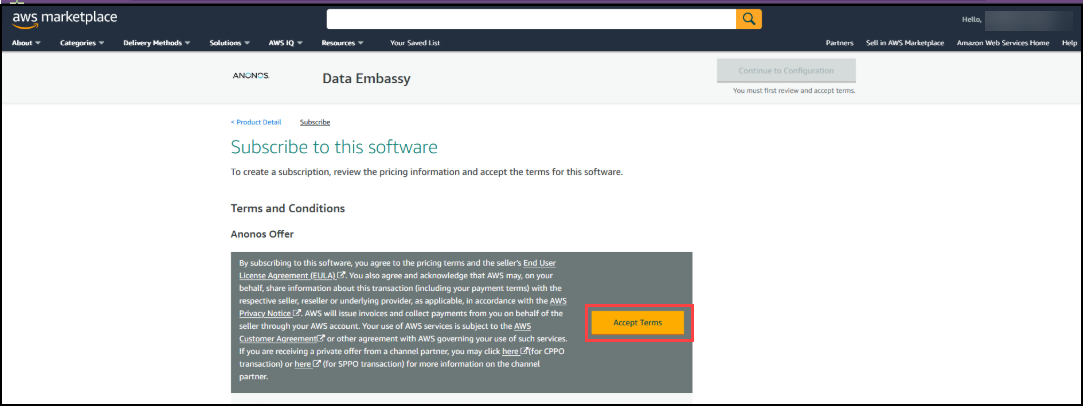 aws marketplace
Hello,
About Categories Delivery Methods Solutions AWS IQ Resources Your Saved List Partners Sell in AWS Marketplace Amazon Web Services Home Help
ANONOS.
Data Embassy
Continue to Configuration
You must first review and accept terms.
< Product Detail Subscribe
Subscribe to this software
To create a subscription, review the pricing information and accept the terms for this software.
Terms and Conditions
Anonos Offer
By subscribing to this software, you agree to the pricing terms and the seller's End User
License Agreement (EULA). You also agree and acknowledge that AWS may, on your
behalf, share information about this transaction (including your payment terms) with the
respective seller, reseller or underlying provider, as applicable, in accordance with the AWS
Privacy Notice. AWS will issue invoices and collect payments from you on behalf of the
seller through your AWS account. Your use of AWS services is subject to the AWS
Customer Agreement or other agreement with AWS governing your use of such services.
If you are receiving a private offer from a channel partner, you may click here (for CPPO
transaction) or here (for SPPO transaction) for more information on the channel
partner.
Accept Terms